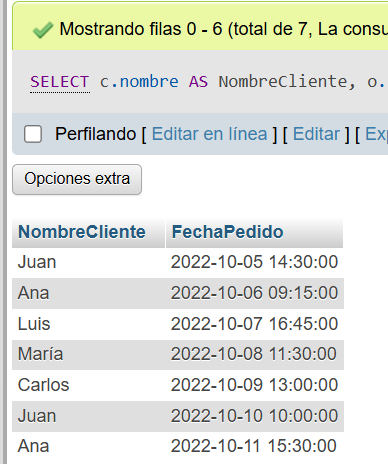 Mostrando filas 0 - 6 (total de 7, La consu
SELECT c.nombre AS NombreCliente, o.
Perfilando [ Editar en línea ] [ Editar ] [ Exp
Opciones extra
NombreCliente FechaPedido
Juan 2022-10-05 14:30:00
Ana 2022-10-06 09:15:00
Luis 2022-10-07 16:45:00
María 2022-10-08 11:30:00
Carlos 2022-10-09 13:00:00
Juan 2022-10-10 10:00:00
Ana 2022-10-11 15:30:00